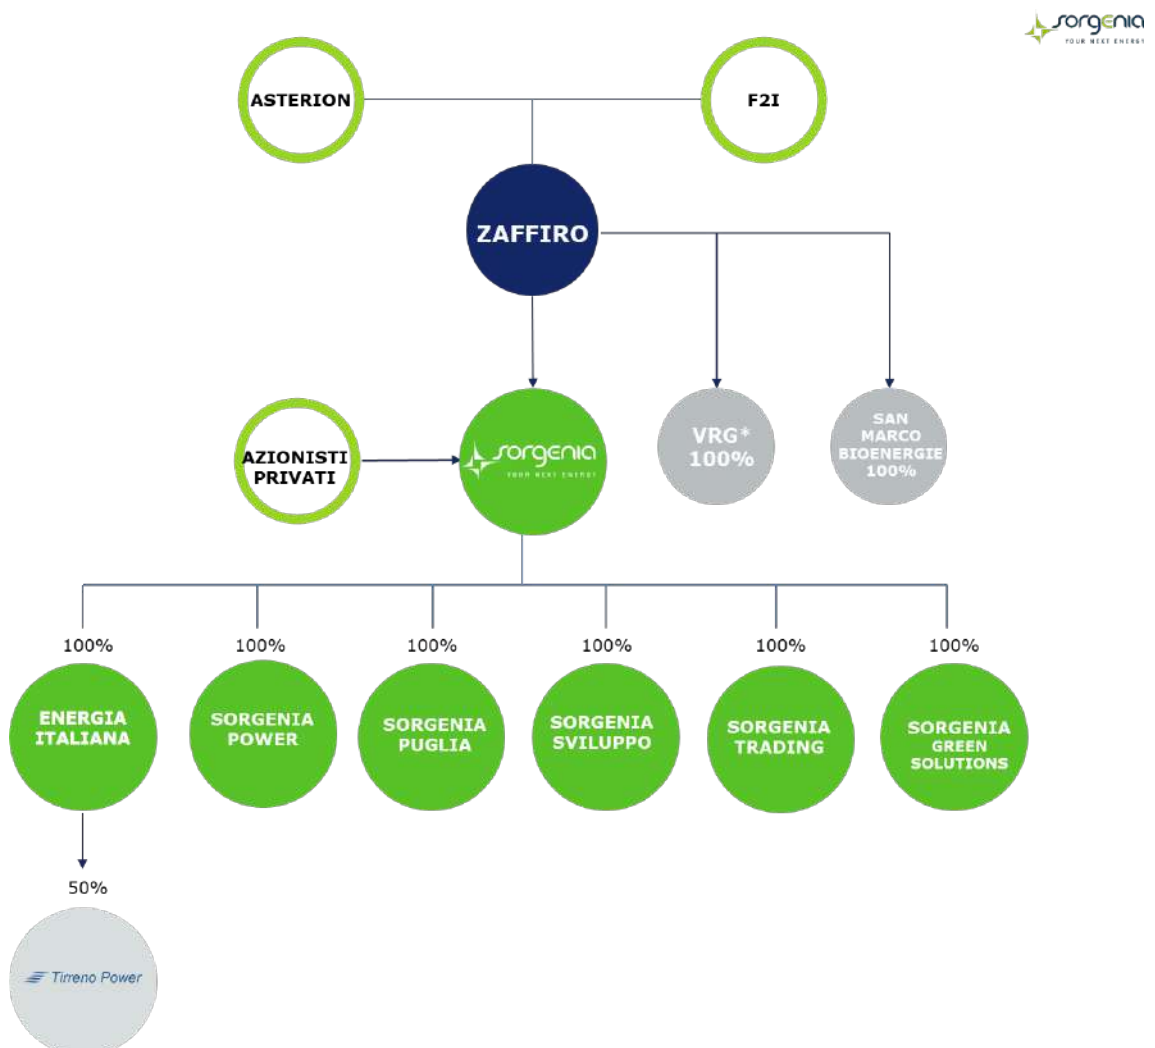 sorgenia
YOUR NEXT ENERGY
ASTERION
F2I
ZAFFIRO
AZIONISTI
PRIVATI
sorgenia
YOUR NEXT ENERGY
VRG*
100%
SAN
MARCO
BIOENERGIE
100%
100%
100%
100%
100%
100%
100%
ENERGIA
ITALIANA
SORGENIA
POWER
SORGENIA
PUGLIA
SORGENIA
SVILUPPO
SORGENIA
TRADING
SORGENIA
GREEN
SOLUTIONS
50%
Tirreno Power